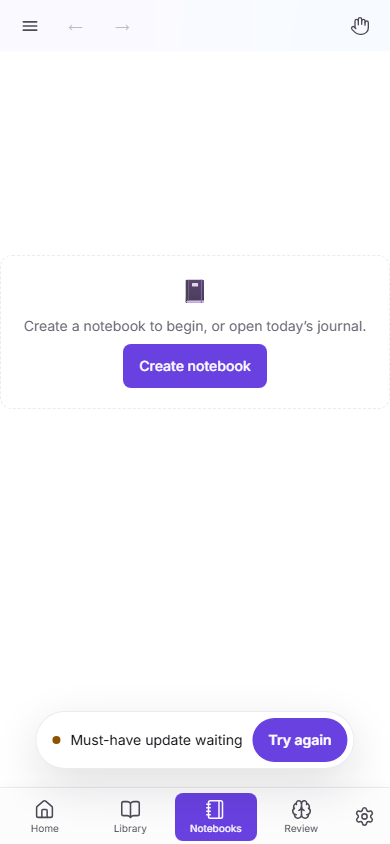 Create a notebook to begin, or open today’s journal.
Create notebook
Must-have update waiting
Try again
Home
Library
Notebooks
Review